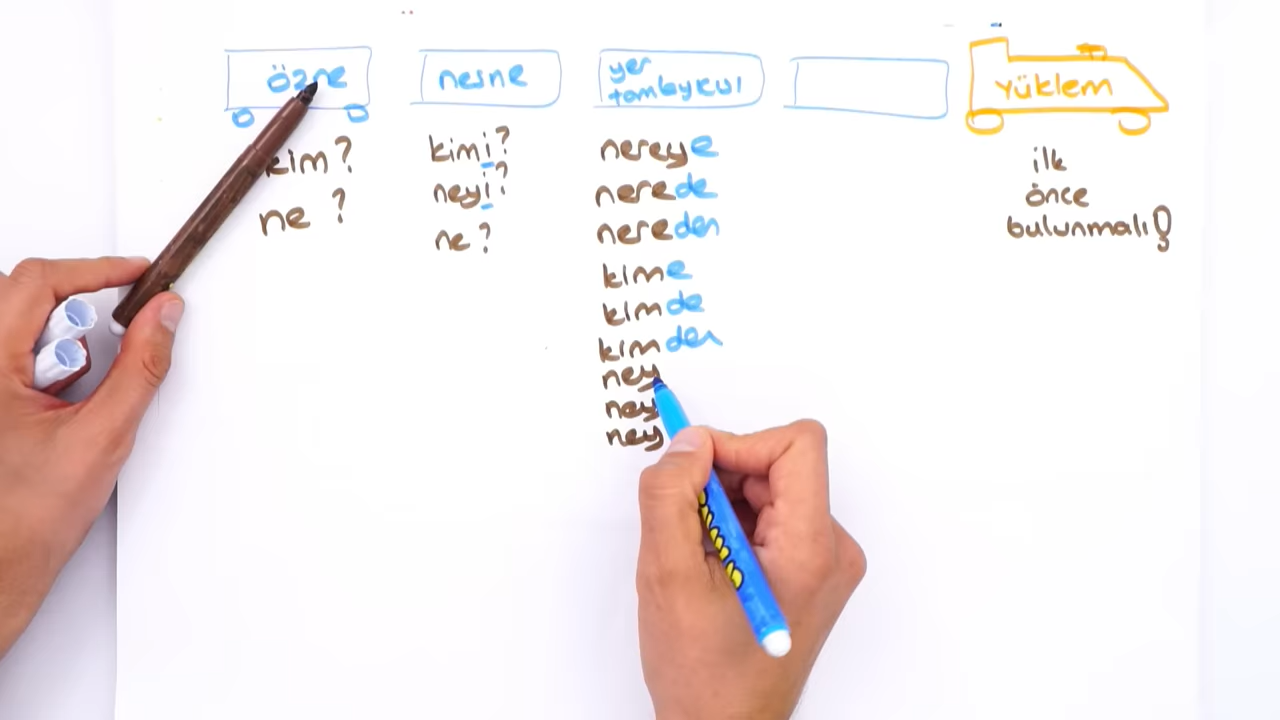 özne
kim?
ne ?
nesne
kimi?
neyi?
ne?
yer
tamlayıcı
nereye
nerede
nereden
kime
kimde
kimden
ney
ney
ney
yüklem
ilk
önce
bulunmalı!